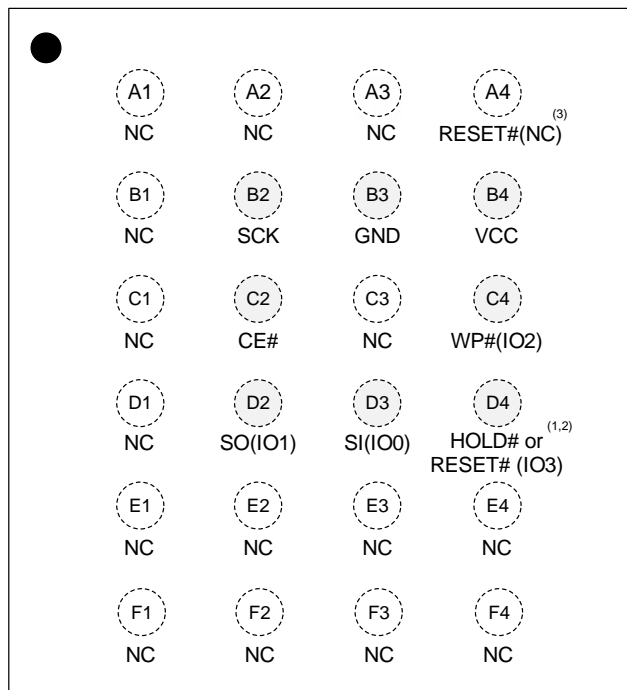 A1 A2 A3 A4
NC NC NC RESET#(NC) (3)
B1 B2 B3 B4
NC SCK GND VCC
C1 C2 C3 C4
NC CE# NC WP#(IO2)
D1 D2 D3 D4
NC SO(IO1) SI(IO0) HOLD# or (1,2)
RESET# (IO3)
E1 E2 E3 E4
NC NC NC NC
F1 F2 F3 F4
NC NC NC NC